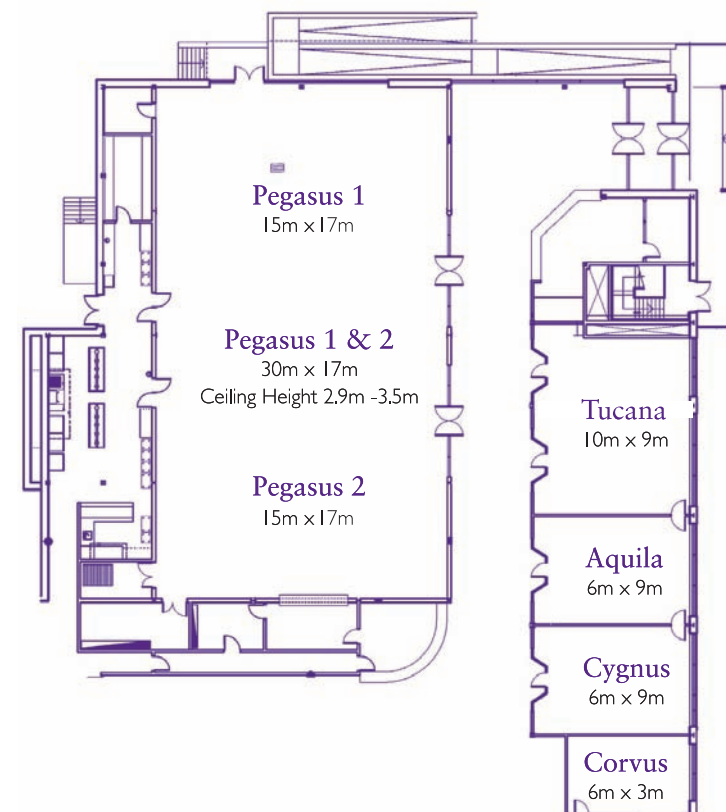 Pegasus 1
15m x 17m
Pegasus 1 & 2
30m x 17m
Ceiling Height 2.9m -3.5m
Pegasus 2
15m x 17m
Tucana
10m x 9m
Aquila
6m x 9m
Cygnus
6m x 9m
Corvus
6m x 3m